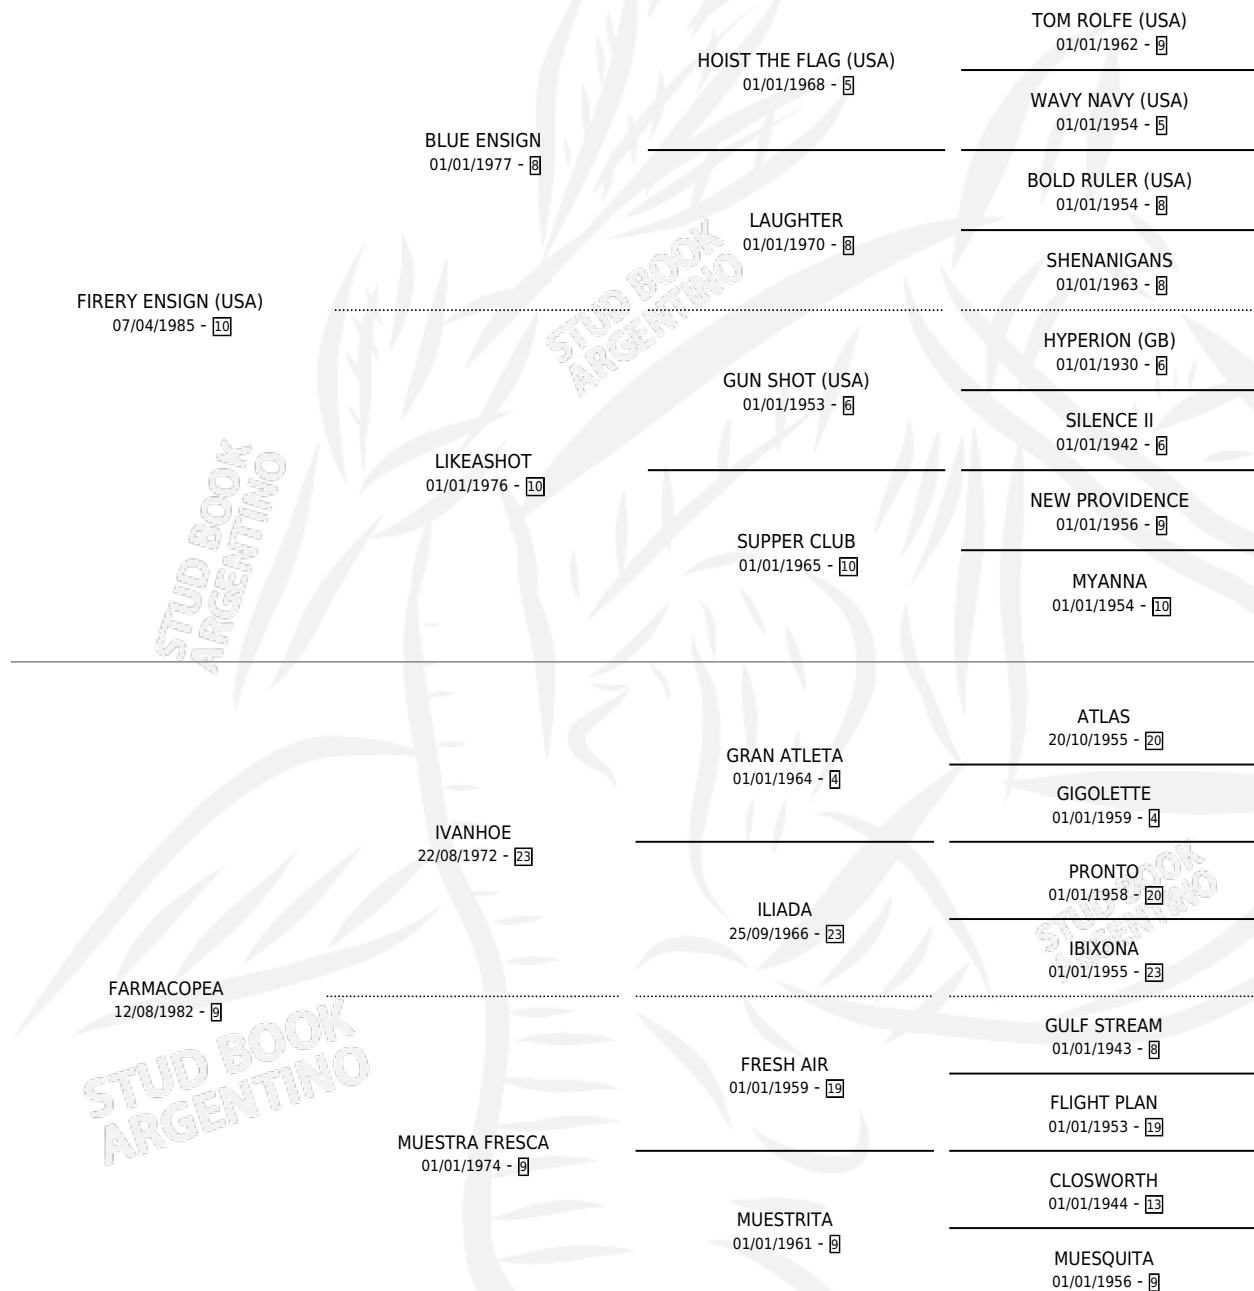 TOM ROLFE (USA)
01/01/1962 - 9
HOIST THE FLAG (USA)
01/01/1968 - 5
WAVY NAVY (USA)
01/01/1954 - 5
BLUE ENSIGN
01/01/1977 - 8
BOLD RULER (USA)
01/01/1954 - 8
LAUGHTER
01/01/1970 - 8
SHENANIGANS
01/01/1963 - 8
FIRERY ENSIGN (USA)
07/04/1985 - 10
HYPERION (GB)
01/01/1930 - 6
GUN SHOT (USA)
01/01/1953 - 6
SILENCE II
01/01/1942 - 6
LIKEASHOT
01/01/1976 - 10
NEW PROVIDENCE
01/01/1956 - 9
SUPPER CLUB
01/01/1965 - 10
MYANNA
01/01/1954 - 10
ATLAS
20/10/1955 - 20
GRAN ATLETA
01/01/1964 - 4
GIGOLETTE
01/01/1959 - 4
IVANHOE
22/08/1972 - 23
PRONTO
01/01/1958 - 20
ILIADA
25/09/1966 - 23
IBIXONA
01/01/1955 - 23
FARMACOPEA
12/08/1982 - 9
GULF STREAM
01/01/1943 - 8
FRESH AIR
01/01/1959 - 19
FLIGHT PLAN
01/01/1953 - 19
MUESTRA FRESCA
01/01/1974 - 9
CLOSWORTH
01/01/1944 - 13
MUESTRITA
01/01/1961 - 9
MUESQUITA
01/01/1956 - 9
STUD BOOK
ARGENTINO
STUD BOOK
ARGENTINO
STUD BOOK
ARGENTINO
STUD BOOK
ARGENTINO